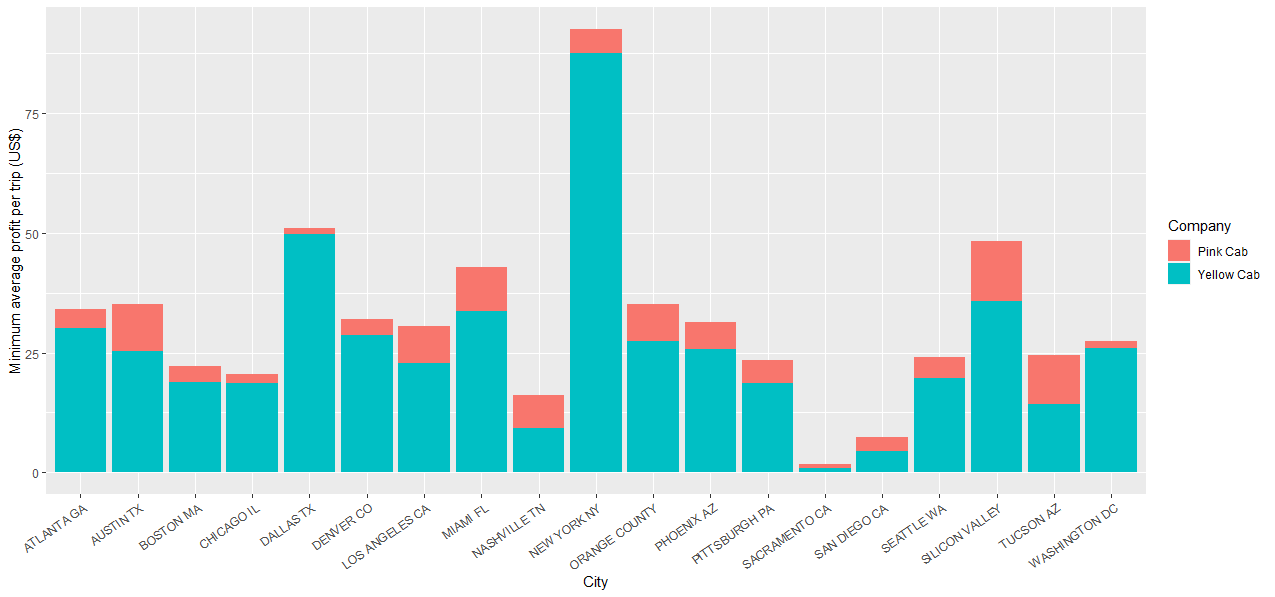 Minimum average profit per trip (US$)
75
50
25
0
ATLANTA GA
AUSTIN TX
BOSTON MA
CHICAGO IL
DALLAS TX
DENVER CO
LOS ANGELES CA
MIAMI FL
NASHVILLE TN
NEW YORK NY
ORANGE COUNTY
PHOENIX AZ
PITTSBURGH PA
SACRAMENTO CA
SAN DIEGO CA
SEATTLE WA
SILICON VALLEY
TUCSON AZ
WASHINGTON DC
City
Company
Pink Cab
Yellow Cab